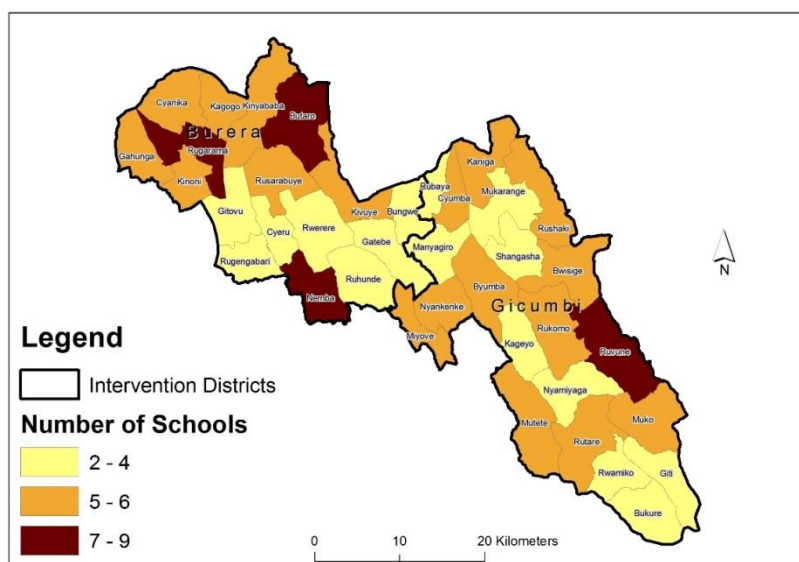 Cyanika
Kagogo
Kinyababa
Butaro
Burera
Rugarama
Gahunga
Kinoni
Rusarabuye
Gitovu
Cyeru
Rwerere
Kivuye
Bungwe
Gatebe
Rugengabari
Ruhunde
Nemba
Rubaya
Cyumba
Kaniga
Mukarange
Rushaki
Manyagiro
Shangasha
Bwisige
Byumba
Nyankenke
Gicumbi
Miyove
Rukomo
Kageyo
Ruvune
Nyamiyaga
Mutete
Muko
Rutare
Rwamiko
Giti
Bukure
N
Legend
Intervention Districts
Number of Schools
2 - 4
5 - 6
7 - 9
0 10 20 Kilometers